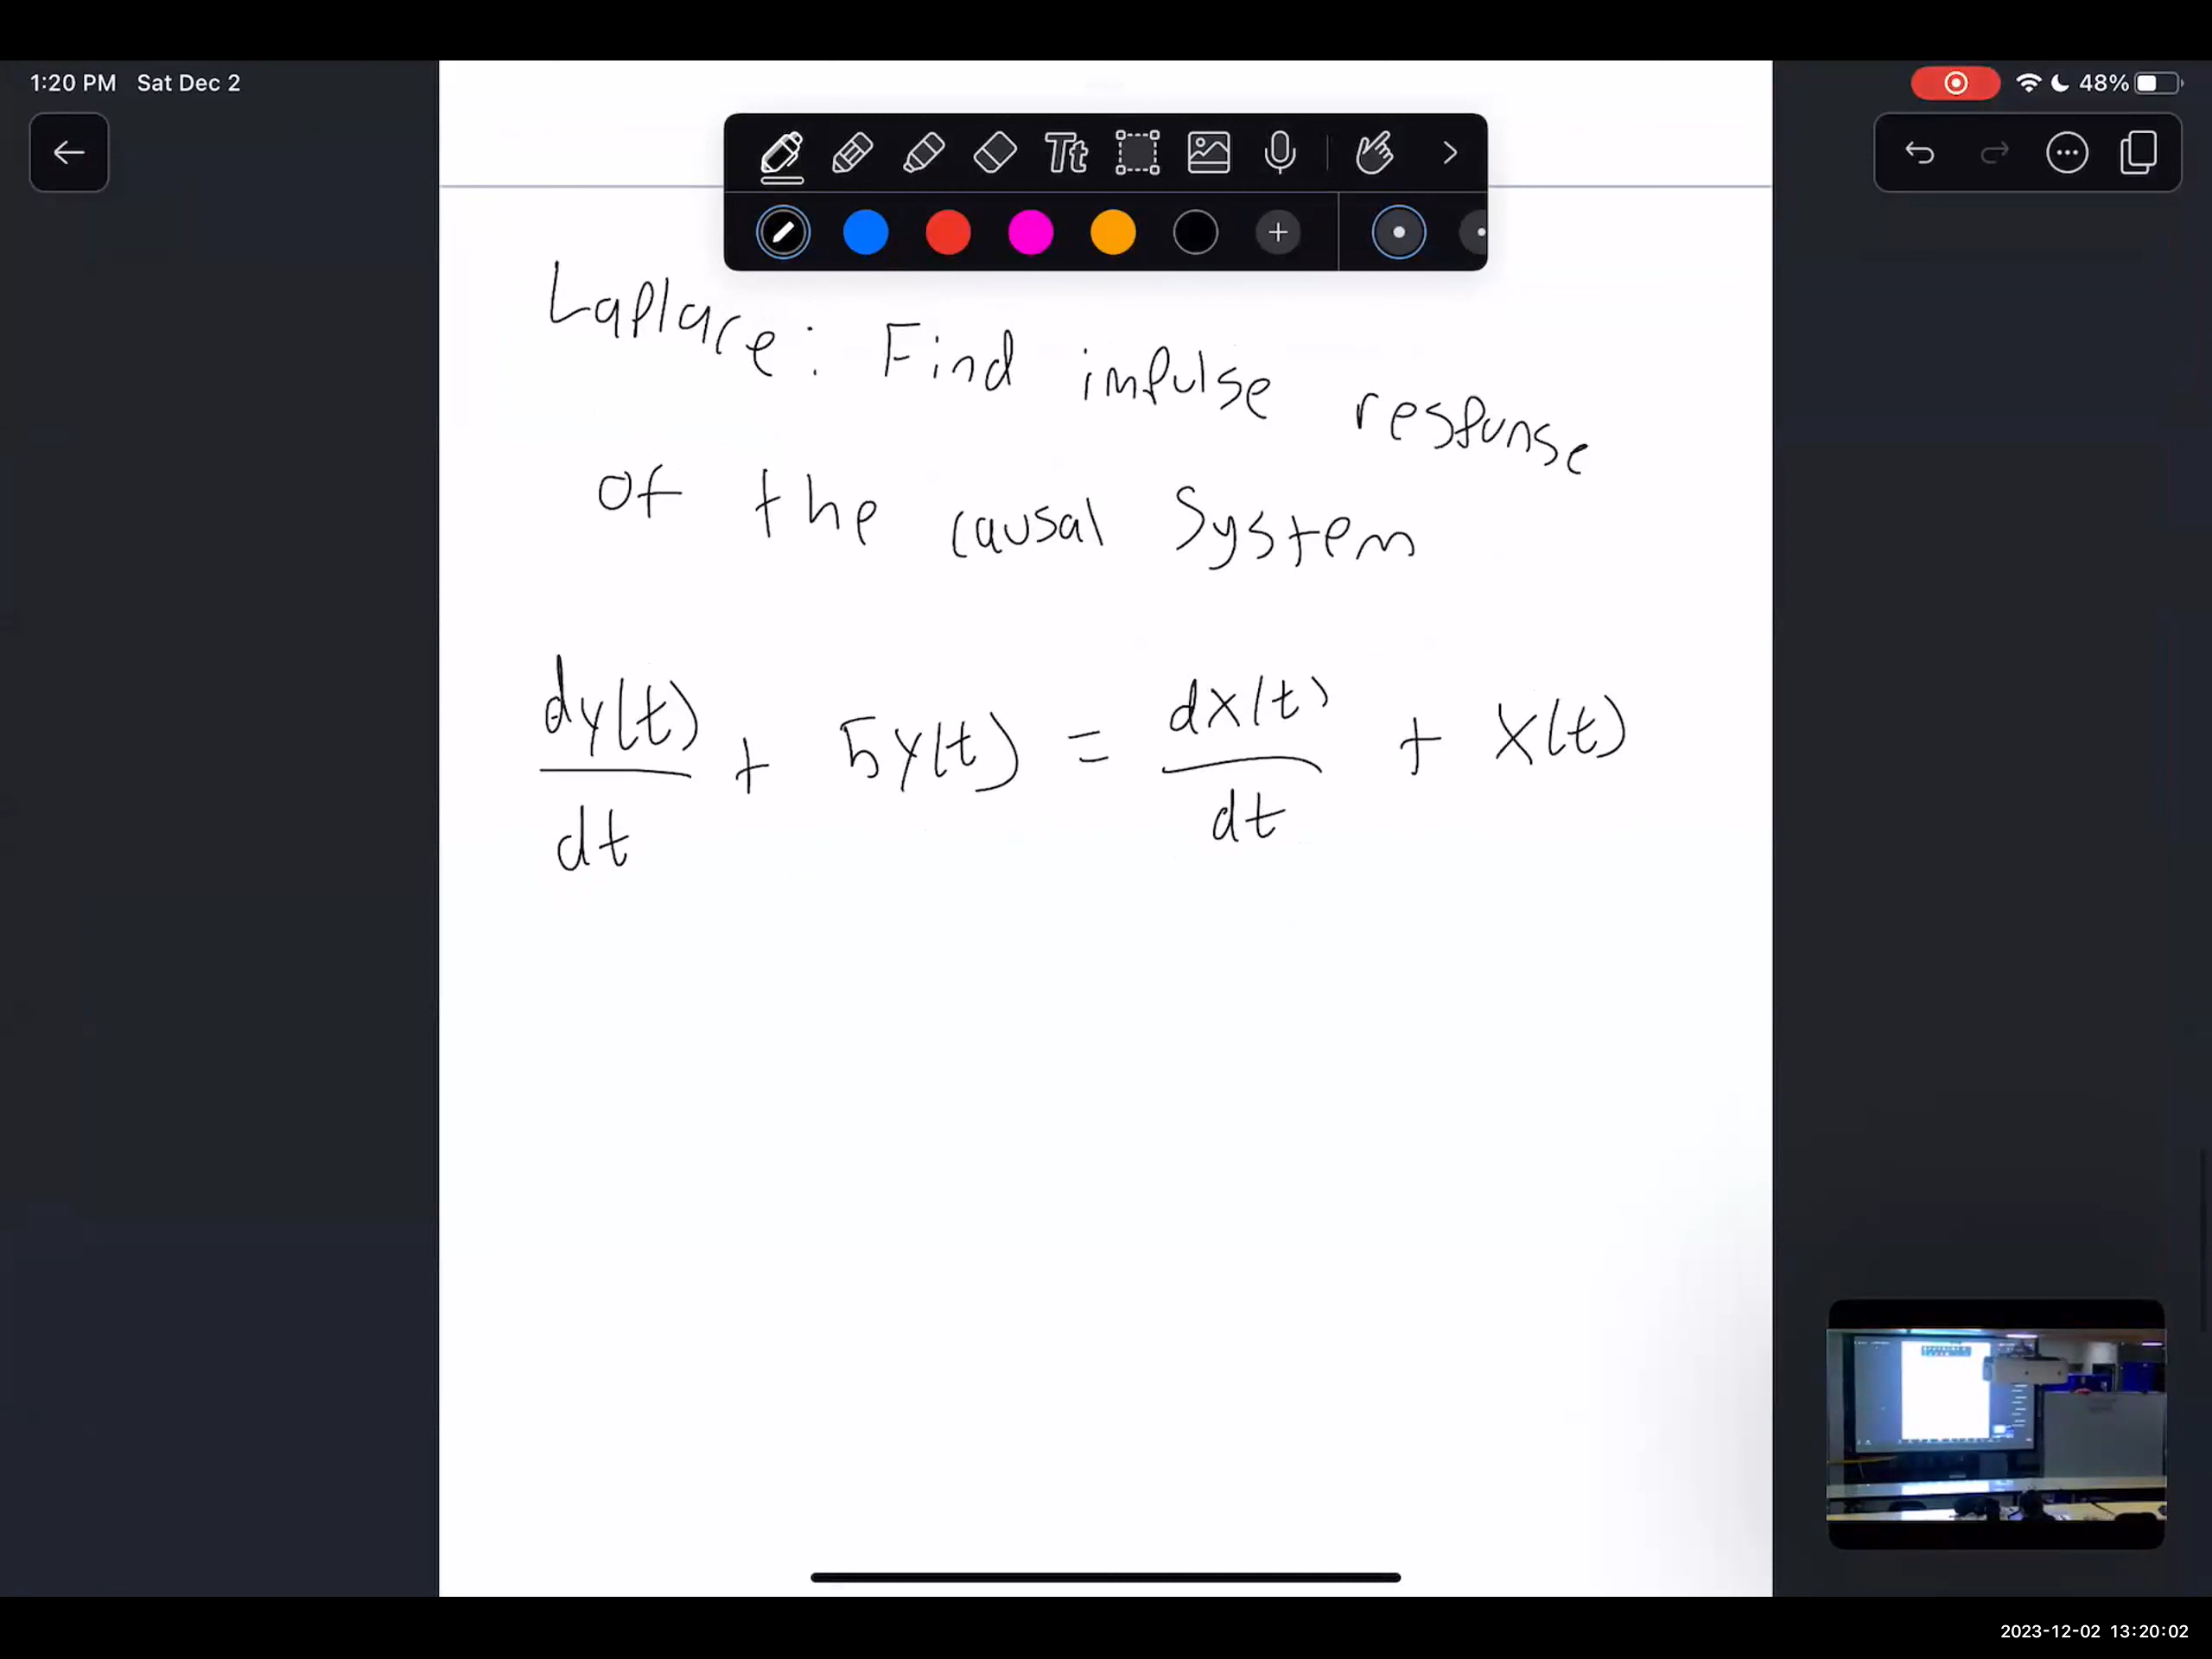 1:20 PM Sat Dec 2
48%
Tt
Laplace: Find impulse response
of the causal System
dy(t)/dt + 5y(t) = dx(t)/dt + x(t)
2023-12-02 13:20:02